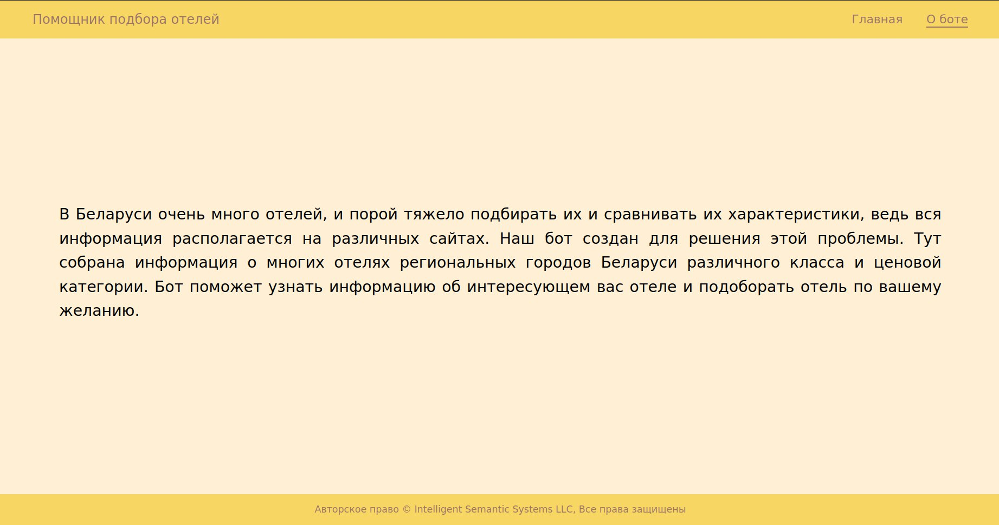 Помощник подбора отелей
Главная
О боте
В Беларуси очень много отелей, и порой тяжело подбирать их и сравнивать их характеристики, ведь вся
информация располагается на различных сайтах. Наш бот создан для решения этой проблемы. Тут
собрана информация о многих отелях региональных городов Беларуси различного класса и ценовой
категории. Бот поможет узнать информацию об интересующем вас отеле и подоборать отель по вашему
желанию.
Авторское право © Intelligent Semantic Systems LLC, Все права защищены